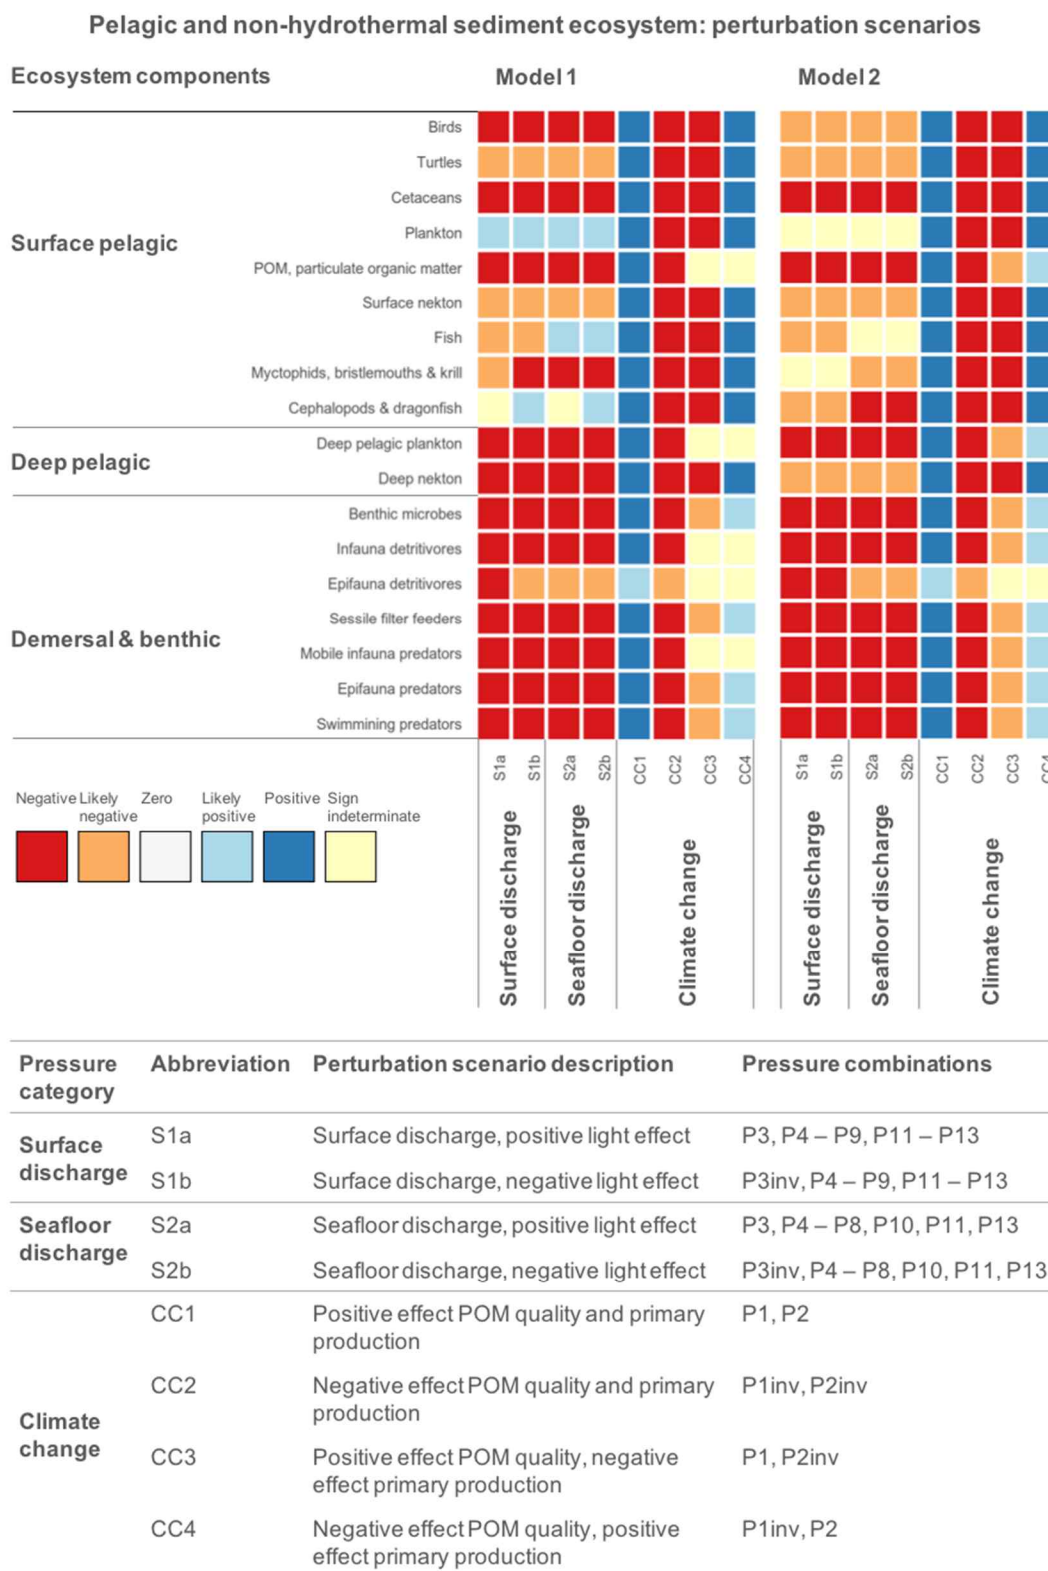 Pelagic and non-hydrothermal sediment ecosystem: perturbation scenarios
Ecosystem components
Model 1
Model 2
Surface pelagic
Birds
Turtles
Cetaceans
Plankton
POM, particulate organic matter
Surface nekton
Fish
Myctophids, bristlemouths & krill
Cephalopods & dragonfish
Deep pelagic
Deep pelagic plankton
Deep nekton
Demersal & benthic
Benthic microbes
Infauna detritivores
Epifauna detritivores
Sessile filter feeders
Mobile infauna predators
Epifauna predators
Swimmining predators
S1a S1b S2a S2b CC1 CC2 CC3 CC4
S1a S1b S2a S2b CC1 CC2 CC3 CC4
Surface discharge
Seafloor discharge
Climate change
Surface discharge
Seafloor discharge
Climate change
Negative
Likely
negative
Zero
Likely
positive
Positive
Sign
indeterminate
Pressure
category
Abbreviation
Perturbation scenario description
Pressure combinations
Surface
discharge
S1a Surface discharge, positive light effect P3, P4 – P9, P11 – P13
S1b Surface discharge, negative light effect P3inv, P4 – P9, P11 – P13
Seafloor
discharge
S2a Seafloor discharge, positive light effect P3, P4 – P8, P10, P11, P13
S2b Seafloor discharge, negative light effect P3inv, P4 – P8, P10, P11, P13
Climate
change
CC1 Positive effect POM quality and primary P1, P2
production
CC2 Negative effect POM quality and primary P1inv, P2inv
production
CC3 Positive effect POM quality, negative P1, P2inv
effect primary production
CC4 Negative effect POM quality, positive P1inv, P2
effect primary production